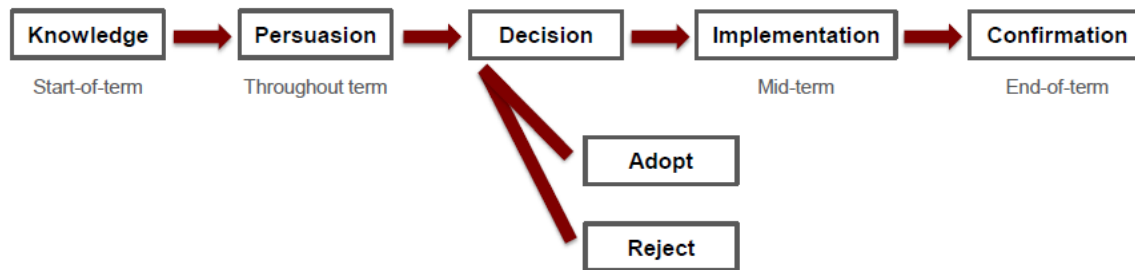 Knowledge
Persuasion
Decision
Implementation
Confirmation
Start-of-term
Throughout term
Mid-term
End-of-term
Adopt
Reject